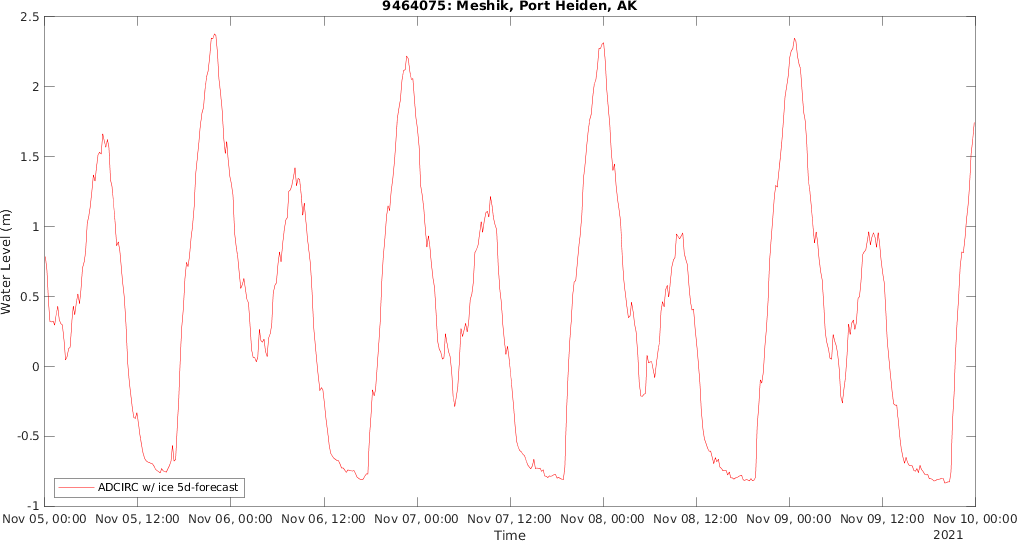 9464075: Meshik, Port Heiden, AK
2.5
2
1.5
1
0.5
0
-0.5
-1
Water Level (m)
ADCIRC w/ ice 5d-forecast
Nov 05, 00:00 Nov 05, 12:00 Nov 06, 00:00 Nov 06, 12:00 Nov 07, 00:00 Nov 07, 12:00 Nov 08, 00:00 Nov 08, 12:00 Nov 09, 00:00 Nov 09, 12:00 Nov 10, 00:00
Time
2021